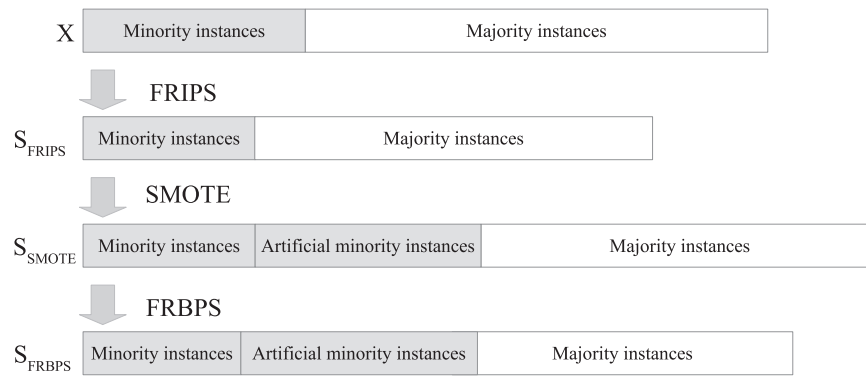 X Minority instances Majority instances
FRIPS
S_FRIPS Minority instances Majority instances
SMOTE
S_SMOTE Minority instances Artificial minority instances Majority instances
FRBPS
S_FRBPS Minority instances Artificial minority instances Majority instances